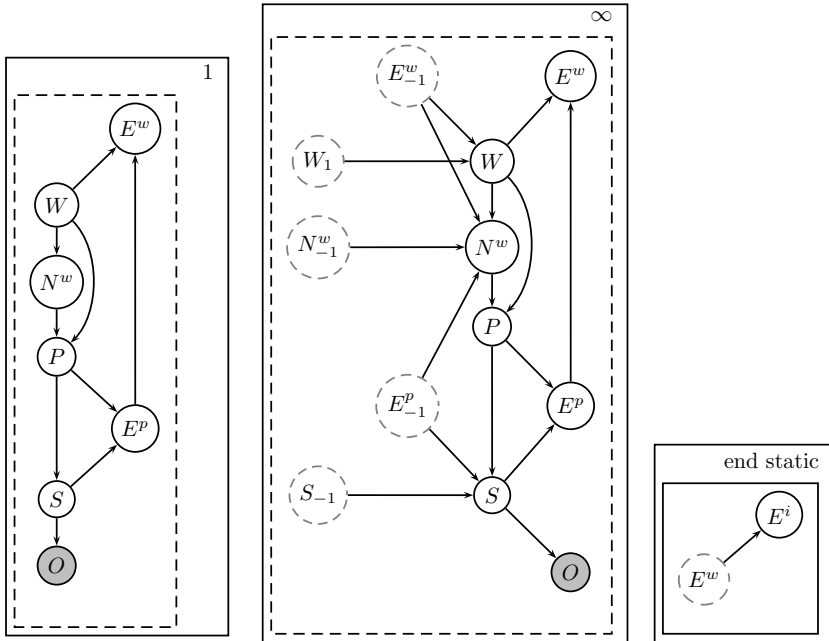 1
E^w
W
N^w
P
E^p
S
O
∞
E^w_{-1}
E^w
W_1
W
N^w_{-1}
N^w
P
E^p_{-1}
E^p
S_{-1}
S
O
end static
E^i
E^w